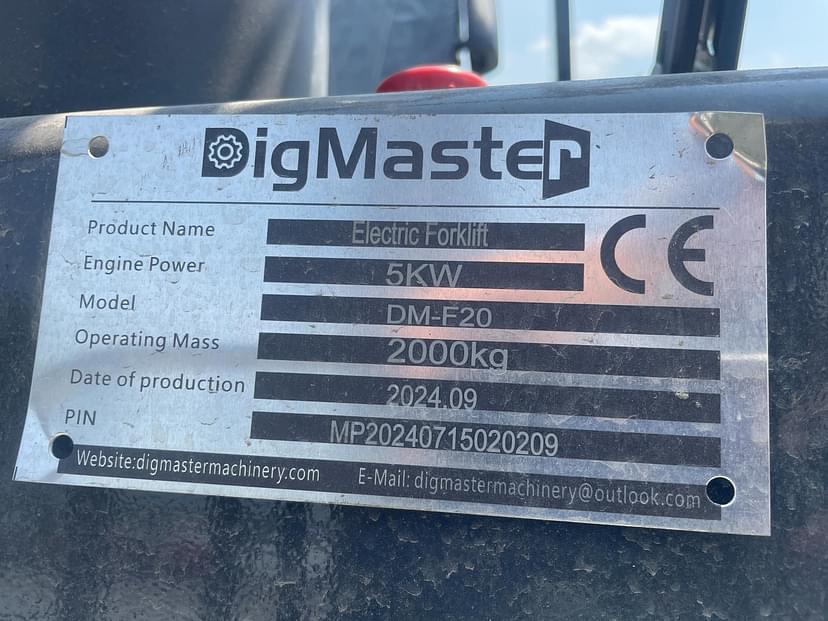 DigMaster
Product Name Electric Forklift
CE
Engine Power 5KW
Model DM-F20
Operating Mass 2000kg
Date of production 2024.09
PIN MP20240715020209
Website:digmastermachinery.com E-Mail: digmastermachinery@outlook.com